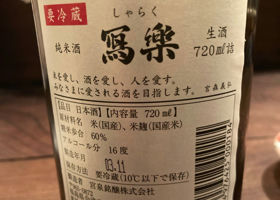 要冷蔵
しゃらく
寫樂
純米酒
生酒
720㎖詰
米を愛し、酒を愛し、人を愛す。
みなさまに愛される酒を目指します。
宮森義弘
品目 日本酒 【内容量 720㎖】
原材料名 米(国産)、米麹(国産米)
精米歩合 60%
アルコール分 16度
製造年月 03.11
要冷蔵(10℃以下で保存)
宮泉銘醸株式会社